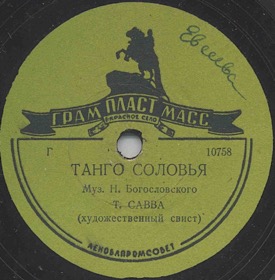 ГРАМ ПЛАСТ МАСС
КРАСНОЕ СЕЛО
Г 10758
ТАНГО СОЛОВЬЯ
Муз. Н. Богословского
Т. САВВА
(художественный свист)
ЛЕНОБЛПРОМСОВЕТ